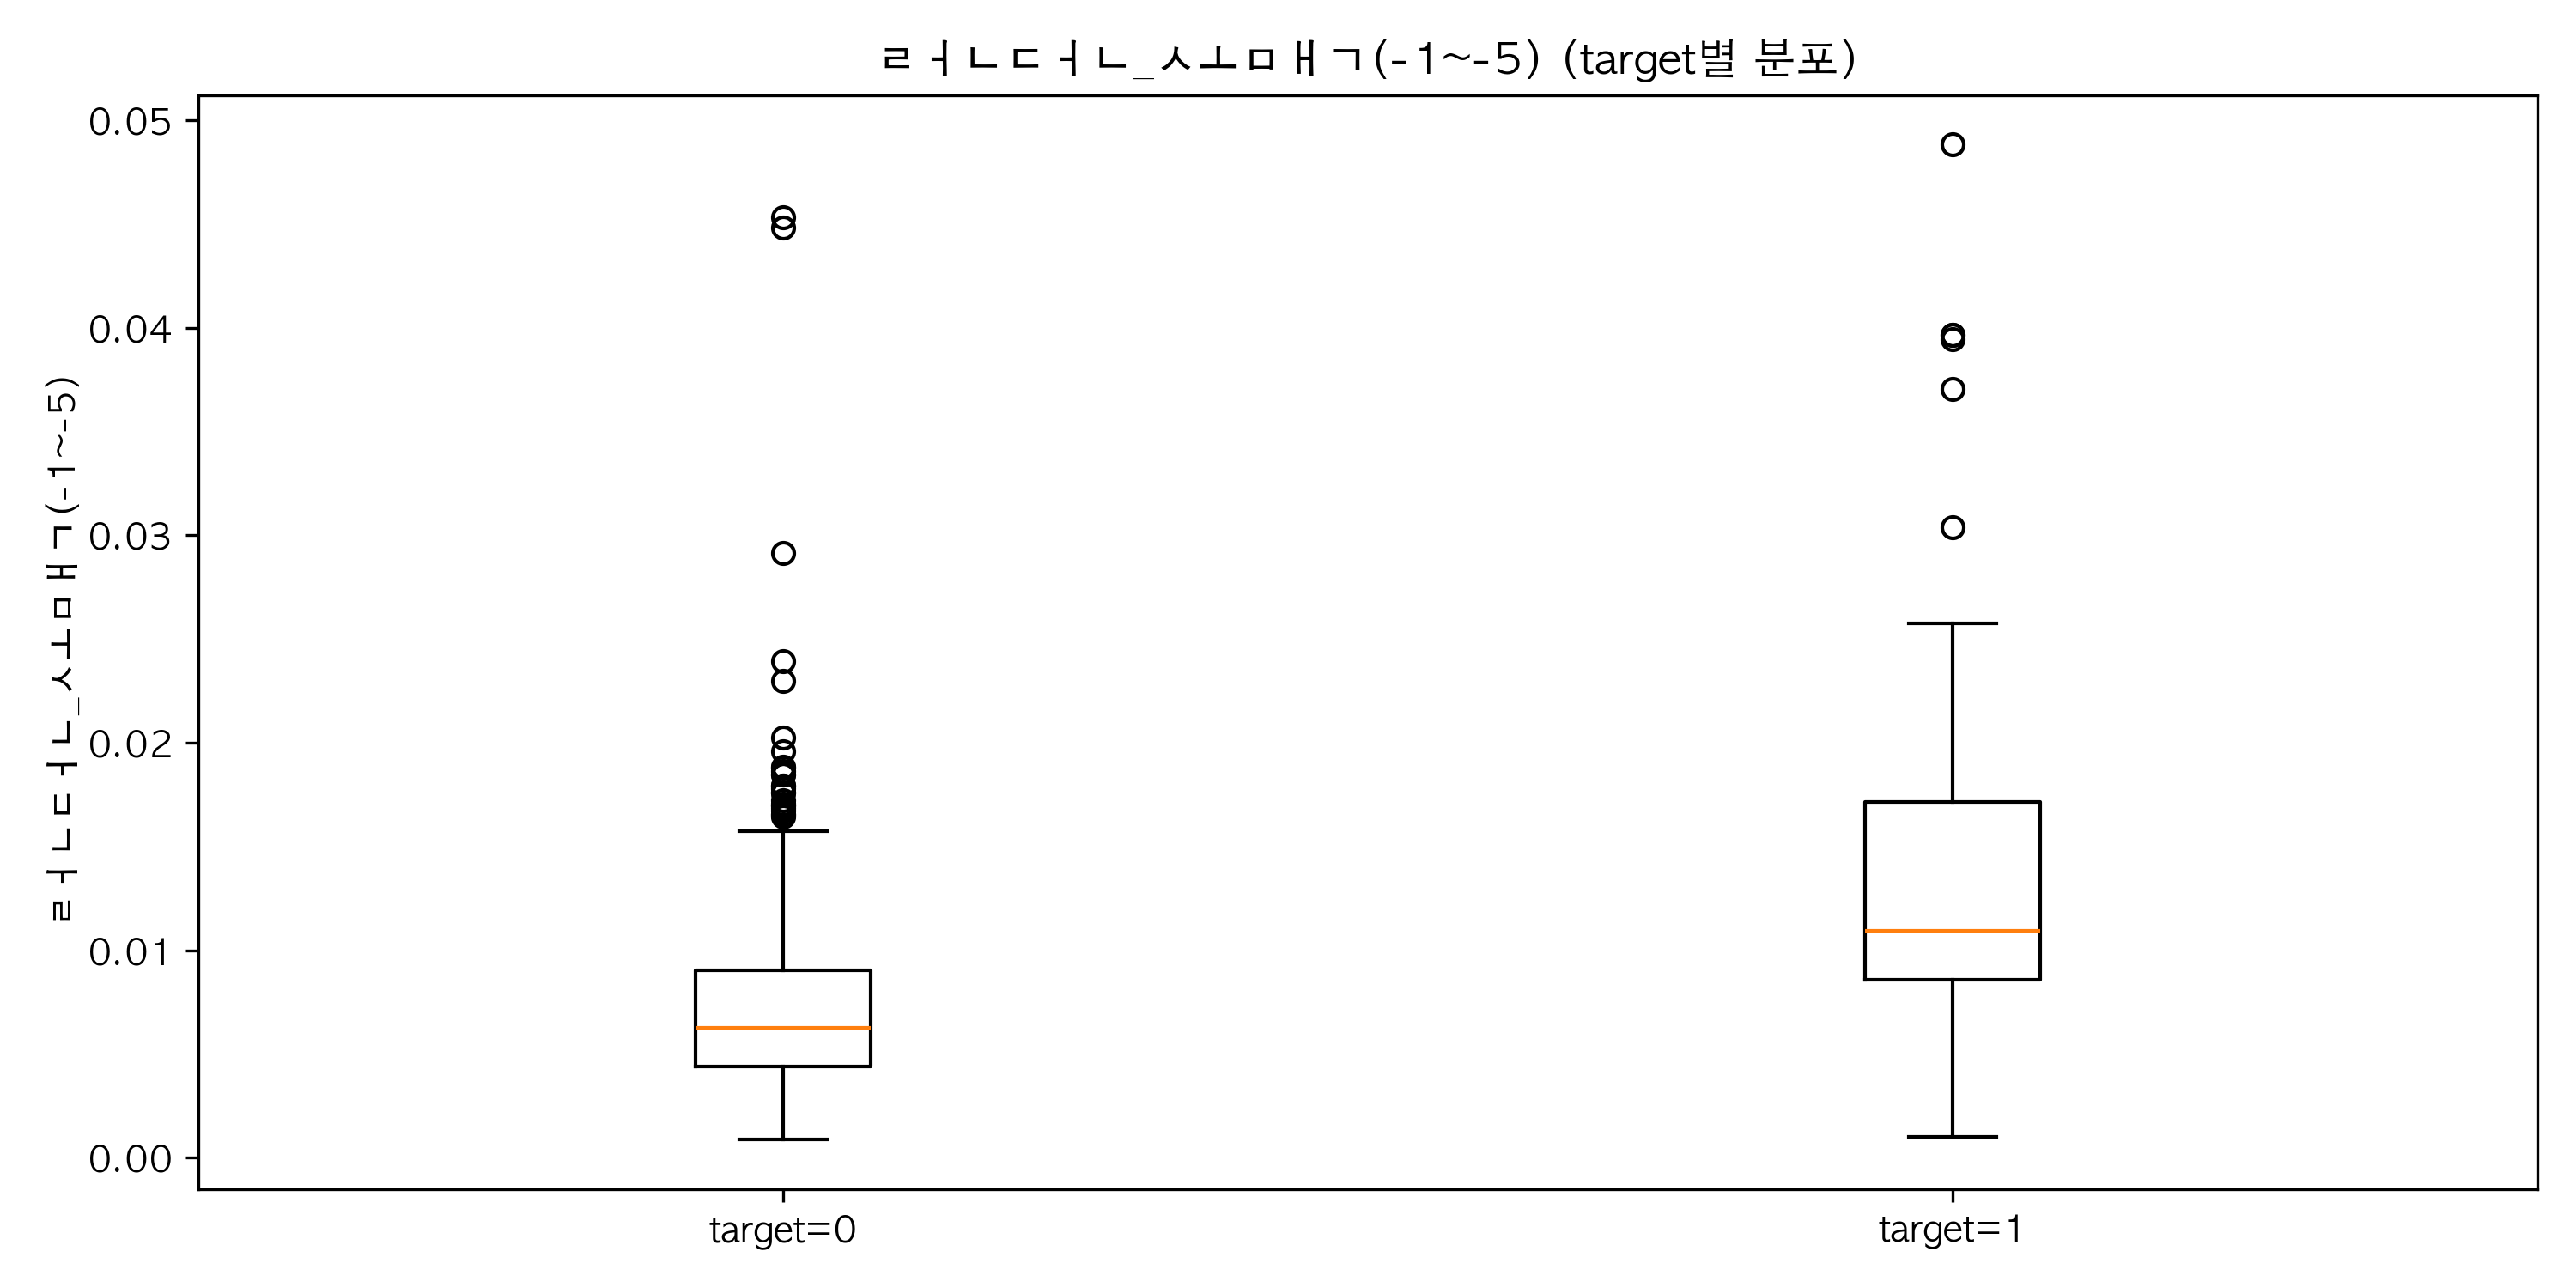 ㄹㅓㄴㄷㅓㄴ_ㅅㅗㅁㅐㄱ(-1~-5) (target별 분포)
ㄹㅓㄴㄷㅓㄴ_ㅅㅗㅁㅐㄱ(-1~-5)
0.05
0.04
0.03
0.02
0.01
0.00
target=0
target=1